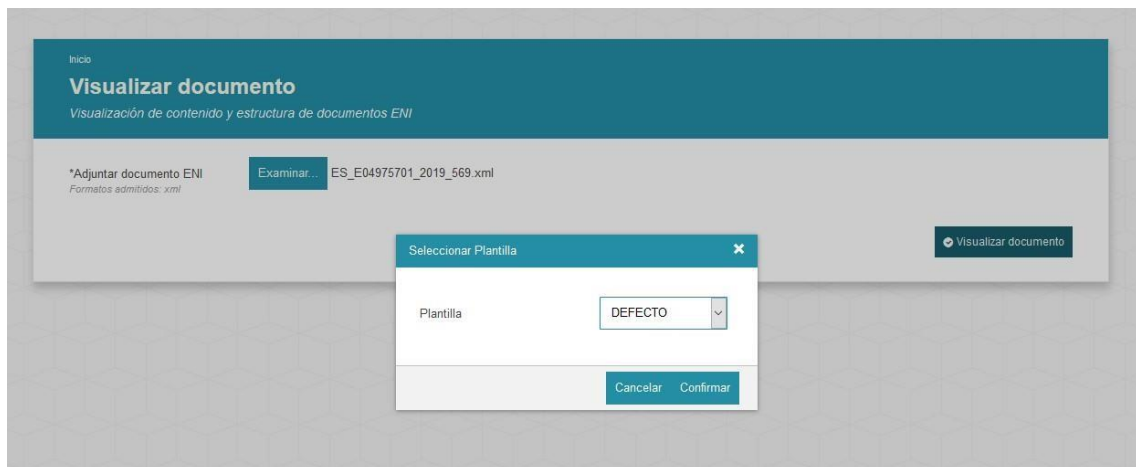 Inicio
Visualizar documento
Visualización de contenido y estructura de documentos ENI
*Adjuntar documento ENI
Examinar... ES_E04975701_2019_569.xml
Formatos admitidos: xml
Visualizar documento
Seleccionar Plantilla
Plantilla DEFECTO
Cancelar Confirmar